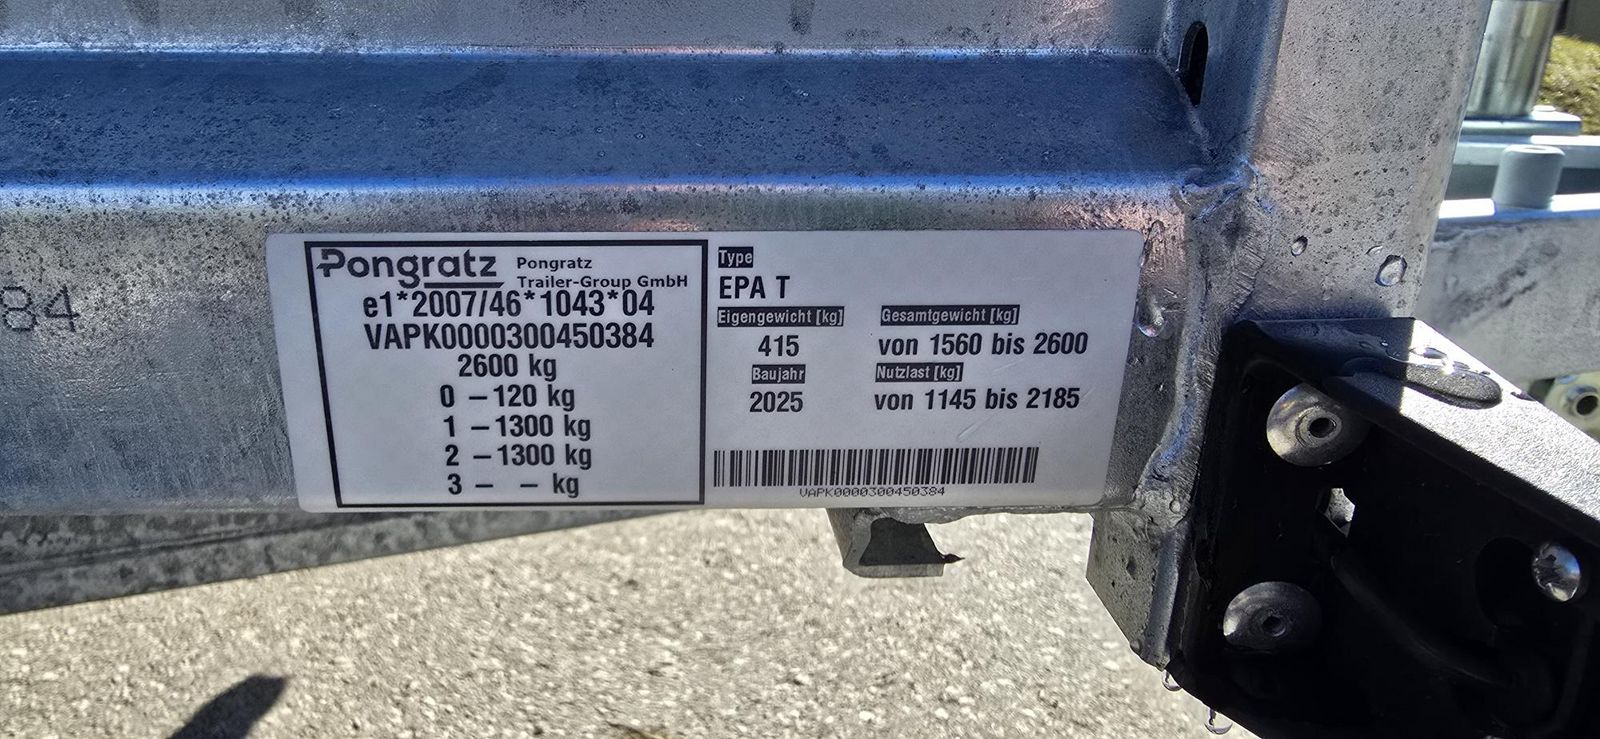 84
Pongratz Pongratz
Trailer-Group GmbH
e1*2007/46*1043*04
VAPK0000300450384
2600 kg
0 – 120 kg
1 – 1300 kg
2 – 1300 kg
3 – – kg
Type
EPA T
Eigengewicht [kg] Gesamtgewicht [kg]
415 von 1560 bis 2600
Baujahr Nutzlast [kg]
2025 von 1145 bis 2185
VAPK0000300450384